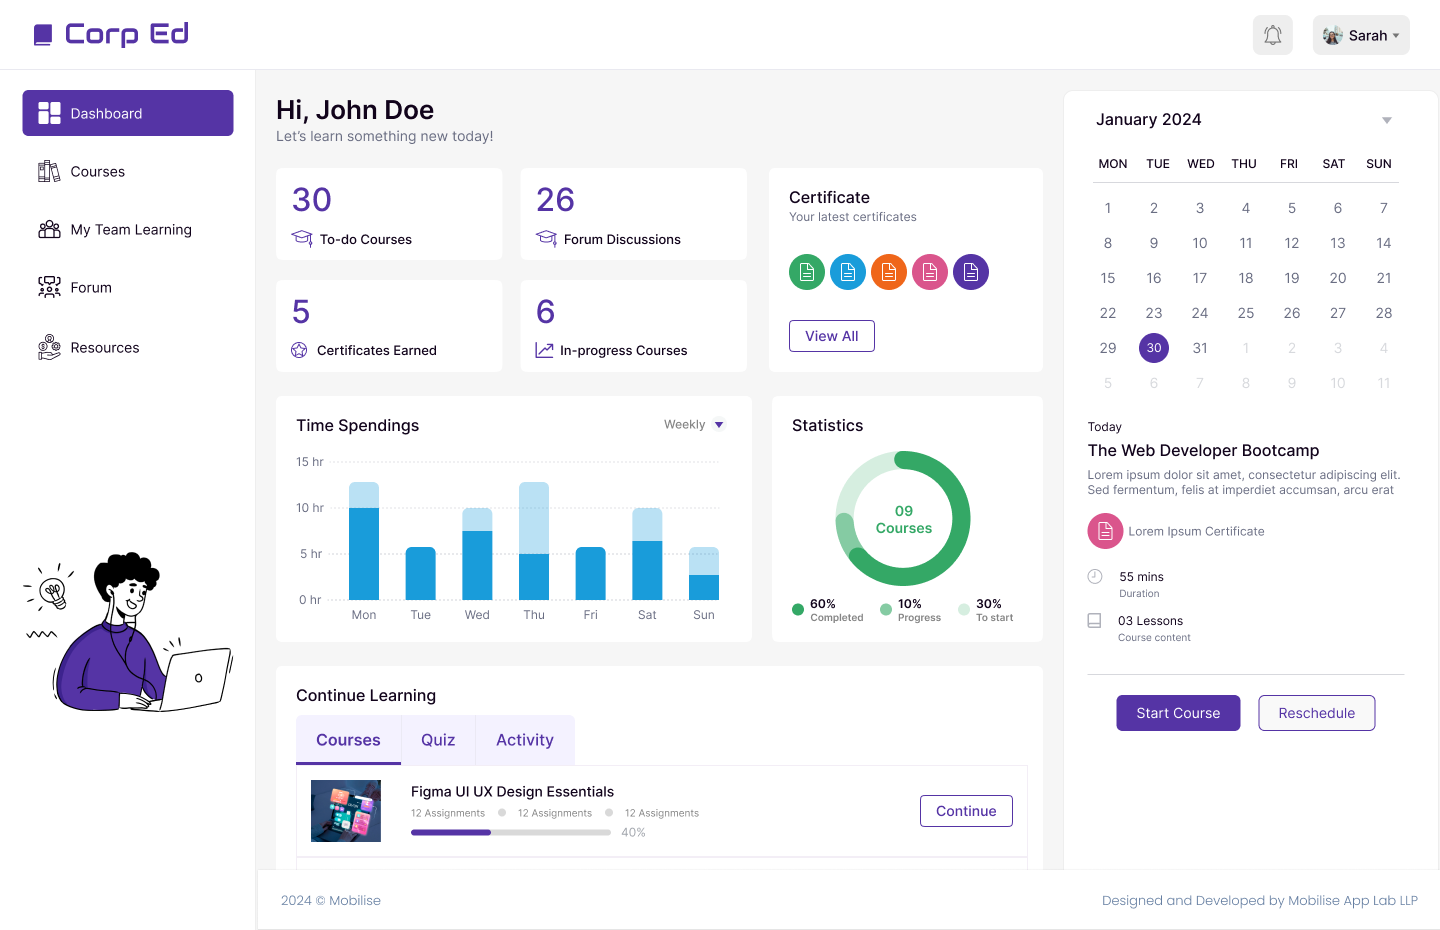 Corp Ed
Sarah
Dashboard
Courses
My Team Learning
Forum
Resources
Hi, John Doe
Let's learn something new today!
30
To-do Courses
26
Forum Discussions
5
Certificates Earned
6
In-progress Courses
Certificate
Your latest certificates
View All
Time Spendings
Weekly
15 hr
10 hr
5 hr
0 hr
Mon Tue Wed Thu Fri Sat Sun
Statistics
09
Courses
60%
Completed
10%
Progress
30%
To start
Continue Learning
Courses Quiz Activity
Figma UI UX Design Essentials
12 Assignments 12 Assignments 12 Assignments
40%
Continue
January 2024
MON TUE WED THU FRI SAT SUN
1 2 3 4 5 6 7
8 9 10 11 12 13 14
15 16 17 18 19 20 21
22 23 24 25 26 27 28
29 30 31 1 2 3 4
5 6 7 8 9 10 11
Today
The Web Developer Bootcamp
Lorem ipsum dolor sit amet, consectetur adipiscing elit.
Sed fermentum, felis at imperdiet accumsan, arcu erat
Lorem Ipsum Certificate
55 mins
Duration
03 Lessons
Course content
Start Course
Reschedule
2024 © Mobilise
Designed and Developed by Mobilise App Lab LLP